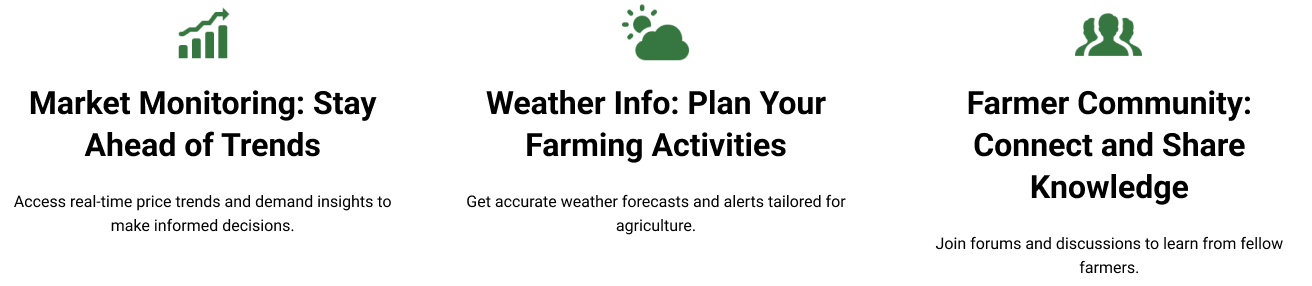 Market Monitoring: Stay
Ahead of Trends
Access real-time price trends and demand insights to
make informed decisions.
Weather Info: Plan Your
Farming Activities
Get accurate weather forecasts and alerts tailored for
agriculture.
Farmer Community:
Connect and Share
Knowledge
Join forums and discussions to learn from fellow
farmers.